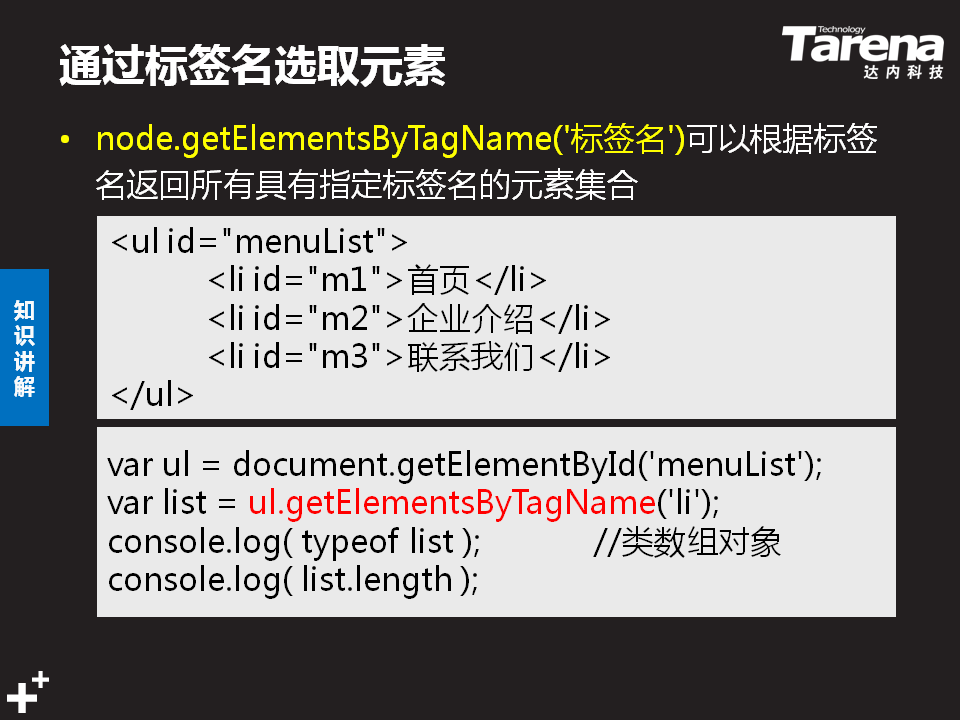 通过标签名选取元素
Technology
Tarena
达内科技
• node.getElementsByTagName('标签名')可以根据标签
名返回所有具有指定标签名的元素集合
<ul id="menuList">
<li id="m1">首页</li>
<li id="m2">企业介绍</li>
<li id="m3">联系我们</li>
</ul>
知识讲解
var ul = document.getElementById('menuList');
var list = ul.getElementsByTagName('li');
console.log( typeof list ); //类数组对象
console.log( list.length );